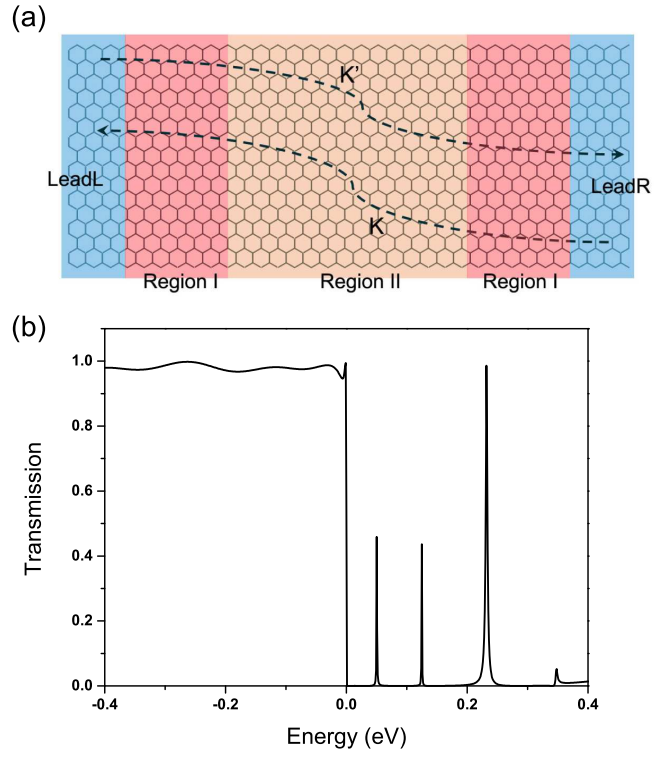 (a)
K'
LeadL
LeadR
K
Region I
Region II
Region I
(b)
1.0
0.8
0.6
0.4
0.2
0.0
Transmission
-0.4
-0.2
0.0
0.2
0.4
Energy (eV)